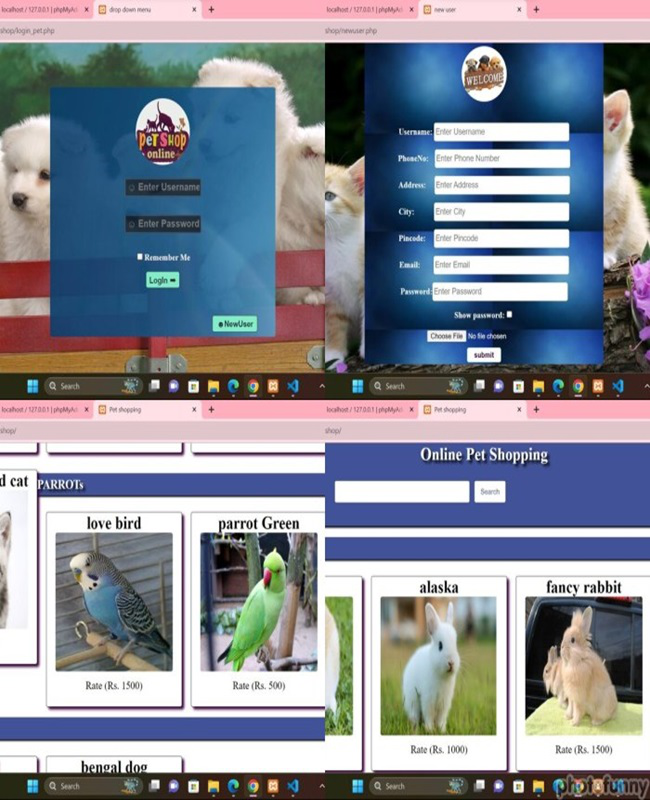 localhost / 127.0.0.1 | phpMyAd
drop down menu
shop/login_pet.php
PET SHOP
online
Enter Username
Enter Password
Remember Me
LogIn ➡
NewUser
Search
localhost / 127.0.0.1 | phpMyAd
new user
shop/newuser.php
WELCOME
Username: Enter Username
PhoneNo: Enter Phone Number
Address: Enter Address
City: Enter City
Pincode: Enter Pincode
Email: Enter Email
Password: Enter Password
Show password:
Choose File No file chosen
submit
Search
localhost / 127.0.0.1 | phpMyAd
Pet shopping
shop/
d cat
PARROTs
love bird
parrot Green
Rate (Rs. 1500)
Rate (Rs. 500)
bengal dog
Search
localhost / 127.0.0.1 | phpMyAd
Pet shopping
shop/
Online Pet Shopping
Search
alaska
fancy rabbit
Rate (Rs. 1000)
Rate (Rs. 1500)
Search
photofunny